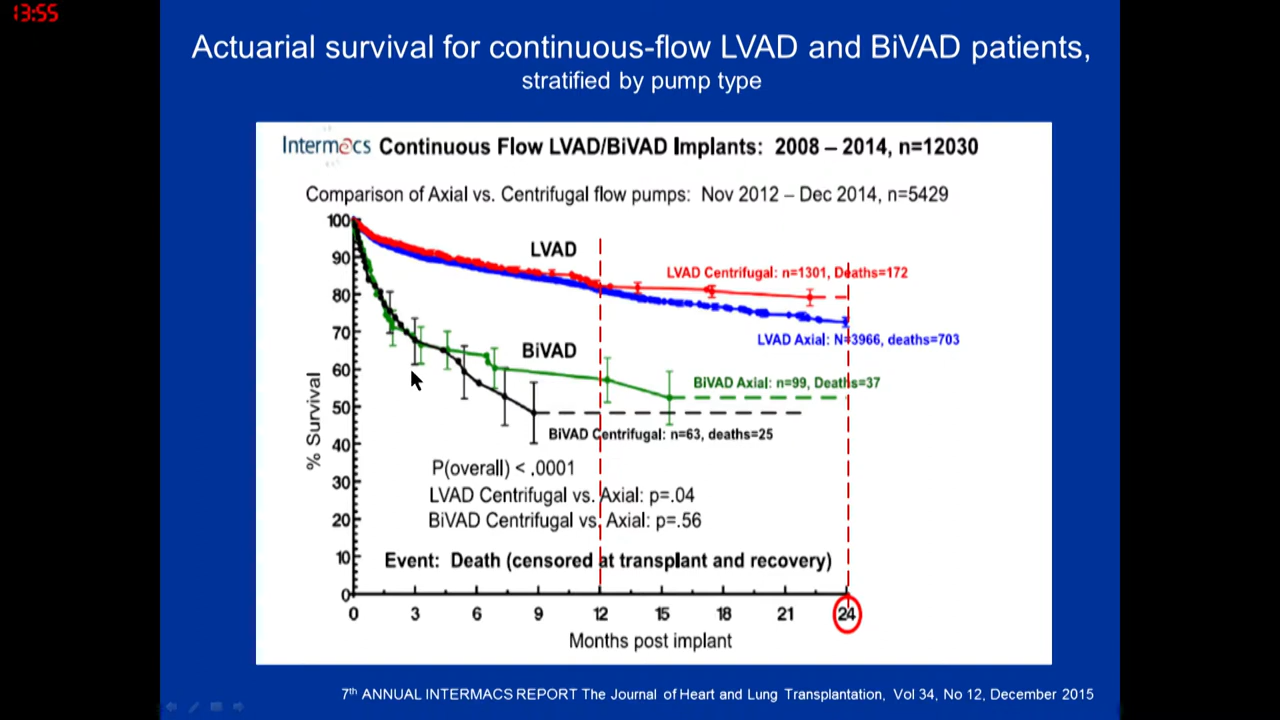 13:55
Actuarial survival for continuous-flow LVAD and BiVAD patients,
stratified by pump type
Intermacs Continuous Flow LVAD/BiVAD Implants: 2008 – 2014, n=12030
Comparison of Axial vs. Centrifugal flow pumps: Nov 2012 – Dec 2014, n=5429
100
90
80
70
60
50
40
30
20
10
0
% Survival
LVAD
LVAD Centrifugal: n=1301, Deaths=172
LVAD Axial: N=3966, deaths=703
BiVAD
BiVAD Axial: n=99, Deaths=37
BiVAD Centrifugal: n=63, deaths=25
P(overall) < .0001
LVAD Centrifugal vs. Axial: p=.04
BiVAD Centrifugal vs. Axial: p=.56
Event: Death (censored at transplant and recovery)
0 3 6 9 12 15 18 21 24
Months post implant
7th ANNUAL INTERMACS REPORT The Journal of Heart and Lung Transplantation, Vol 34, No 12, December 2015